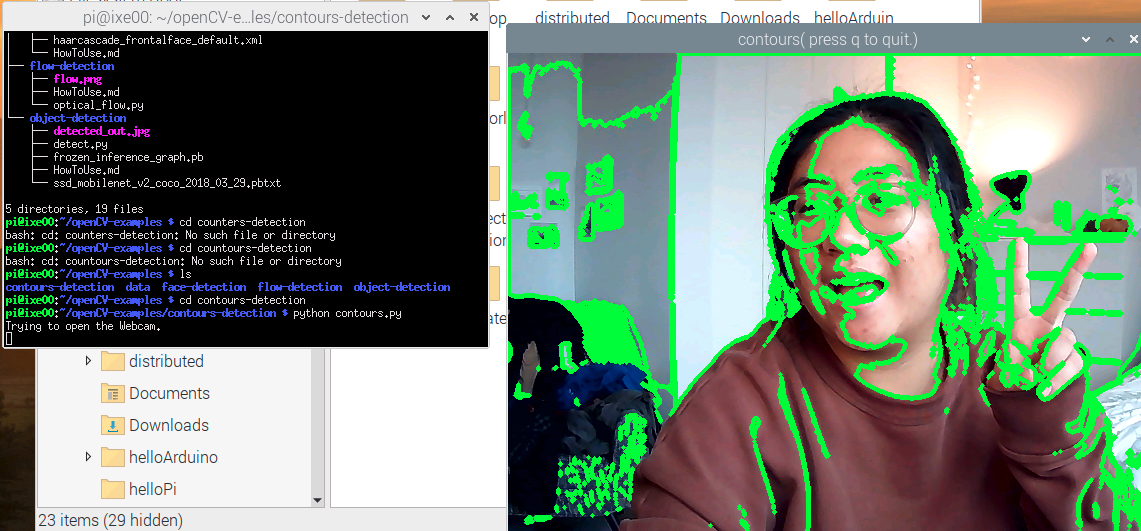 pi@ixe00: ~/openCV-e...les/contours-detection
haarcascade_frontalface_default.xml
HowToUse.md
flow-detection
flow.png
HowToUse.md
optical_flow.py
object-detection
detected_out.jpg
detect.py
frozen_inference_graph.pb
HowToUse.md
ssd_mobilenet_v2_coco_2018_03_29.pbtxt
5 directories, 19 files
pi@ixe00:~/openCV-examples $ cd counters-detection
bash: cd: counters-detection: No such file or directory
pi@ixe00:~/openCV-examples $ cd countours-detection
bash: cd: countours-detection: No such file or directory
pi@ixe00:~/openCV-examples $ ls
contours-detection data face-detection flow-detection object-detection
pi@ixe00:~/openCV-examples $ cd contours-detection
pi@ixe00:~/openCV-examples/contours-detection $ python contours.py
Trying to open the Webcam.
distributed Documents Downloads helloArduin
contours( press q to quit.)
distributed
Documents
Downloads
helloArduino
helloPi
23 items (29 hidden)